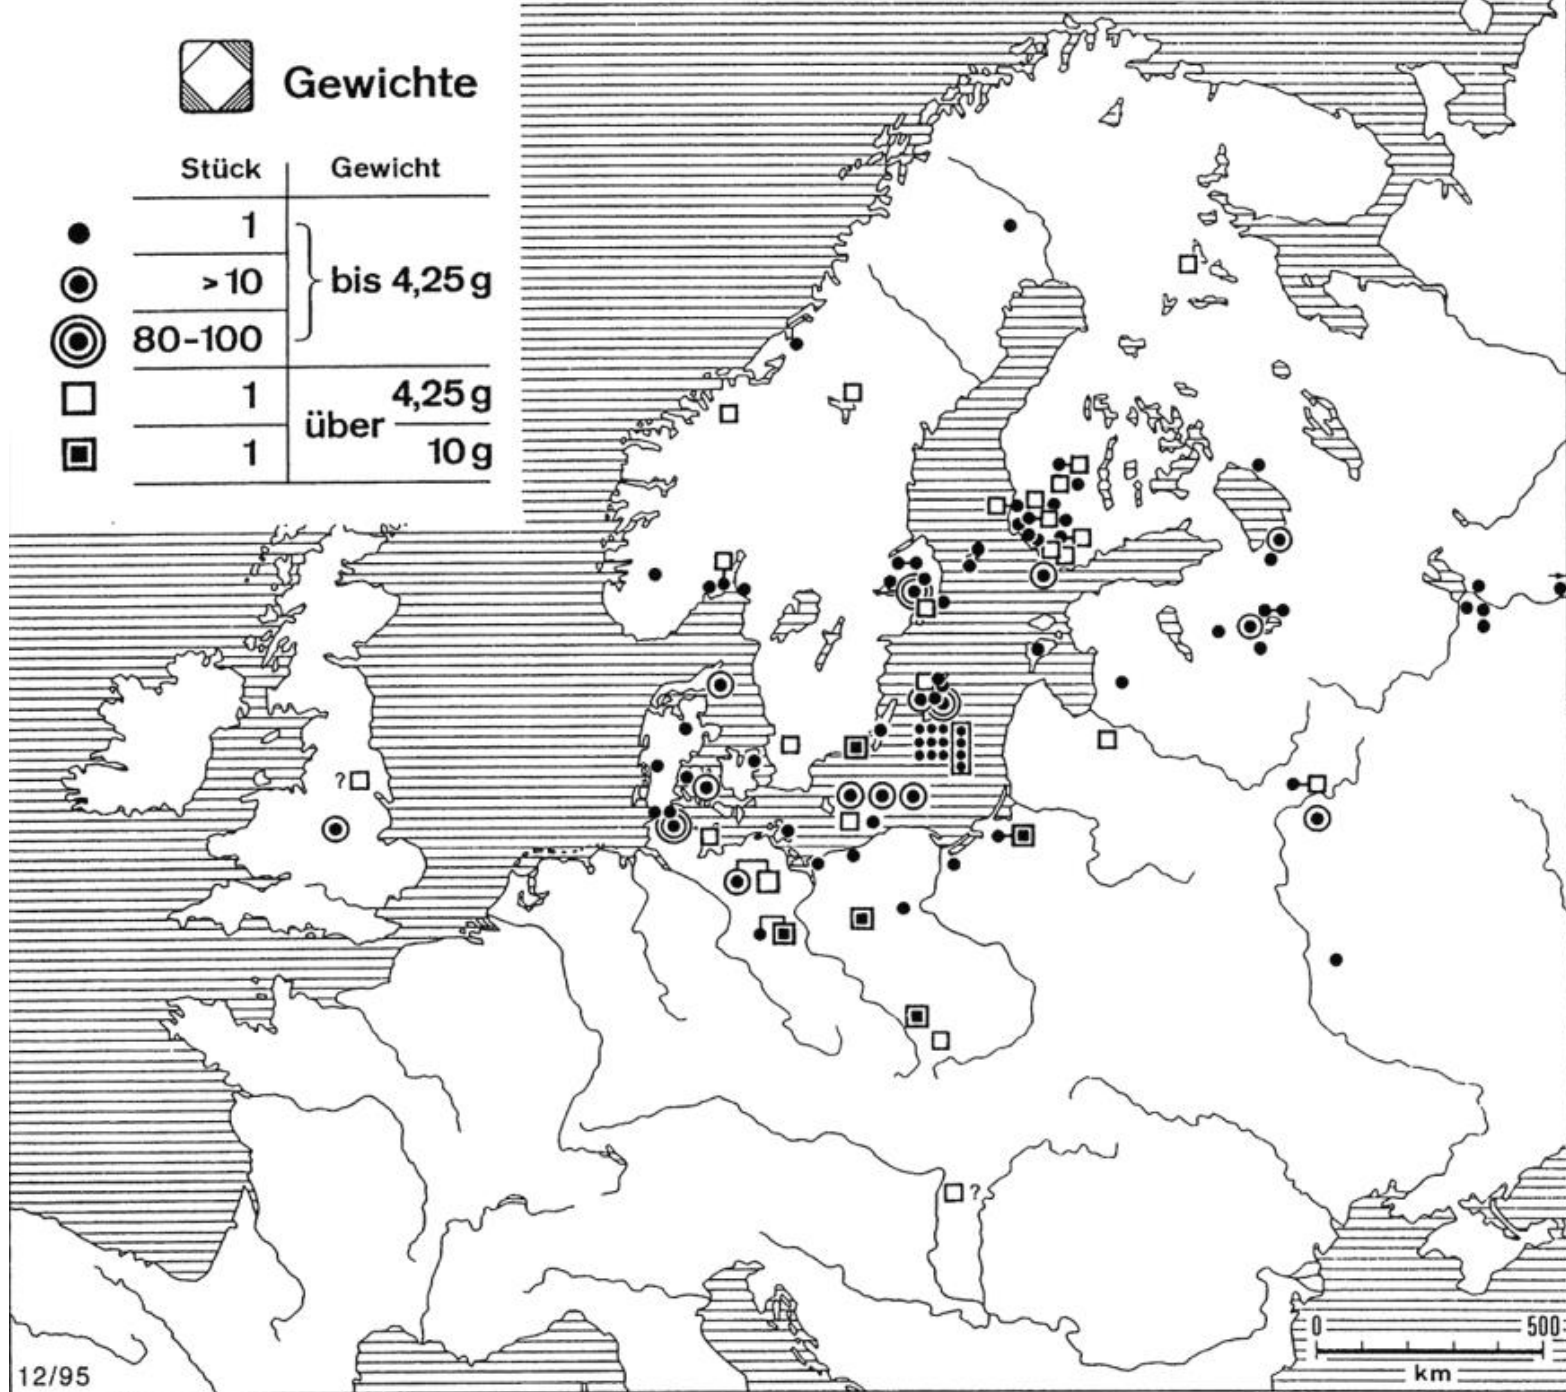 Gewichte
Stück Gewicht
1
>10 bis 4,25g
80-100
1 4,25g
über
1 10g
?
?
0 500
km
12/95